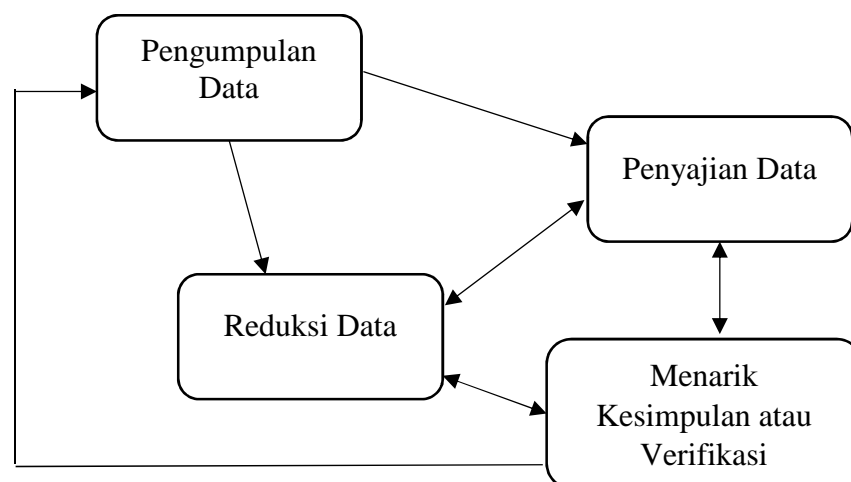 Pengumpulan
Data
Penyajian Data
Reduksi Data
Menarik
Kesimpulan atau
Verifikasi